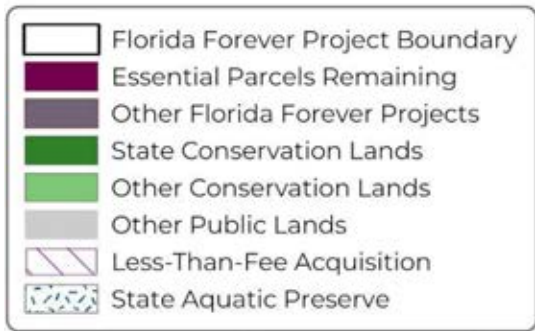 Florida Forever Project Boundary
Essential Parcels Remaining
Other Florida Forever Projects
State Conservation Lands
Other Conservation Lands
Other Public Lands
Less-Than-Fee Acquisition
State Aquatic Preserve